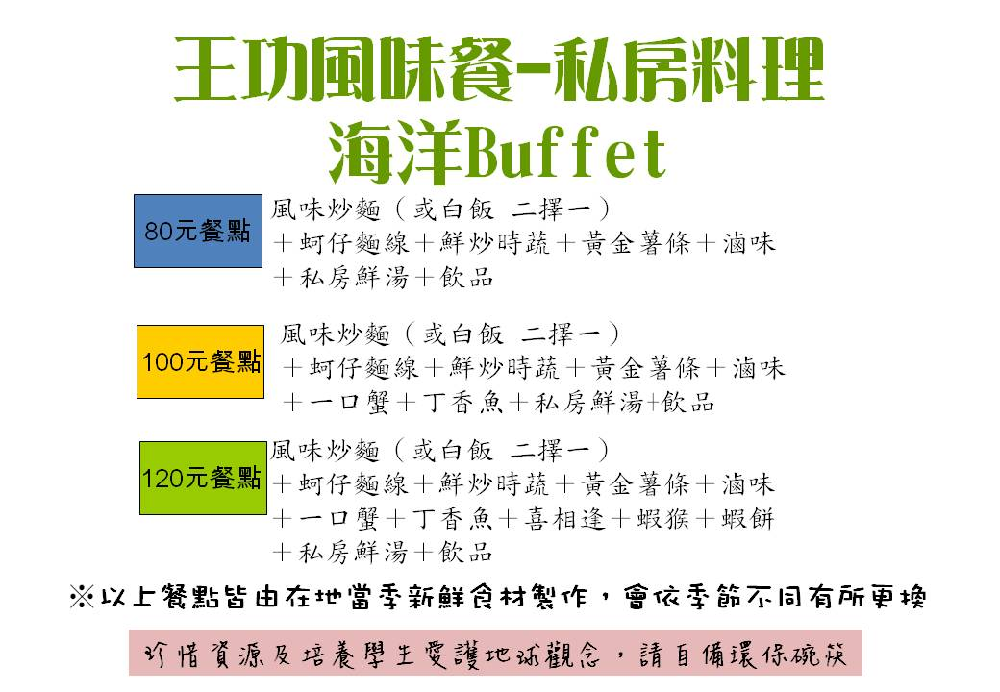 王功風味餐-私房料理
海洋Buffet
80元餐點
風味炒麵（或白飯 二擇一）
＋蚵仔麵線＋鮮炒時蔬＋黃金薯條＋滷味
＋私房鮮湯＋飲品
100元餐點
風味炒麵（或白飯 二擇一）
＋蚵仔麵線＋鮮炒時蔬＋黃金薯條＋滷味
＋一口蟹＋丁香魚＋私房鮮湯+飲品
120元餐點
風味炒麵（或白飯 二擇一）
＋蚵仔麵線＋鮮炒時蔬＋黃金薯條＋滷味
＋一口蟹＋丁香魚＋喜相逢＋蝦猴＋蝦餅
＋私房鮮湯＋飲品
※以上餐點皆由在地當季新鮮食材製作，會依季節不同有所更換
珍惜資源及培養學生愛護地球觀念，請自備環保碗筷